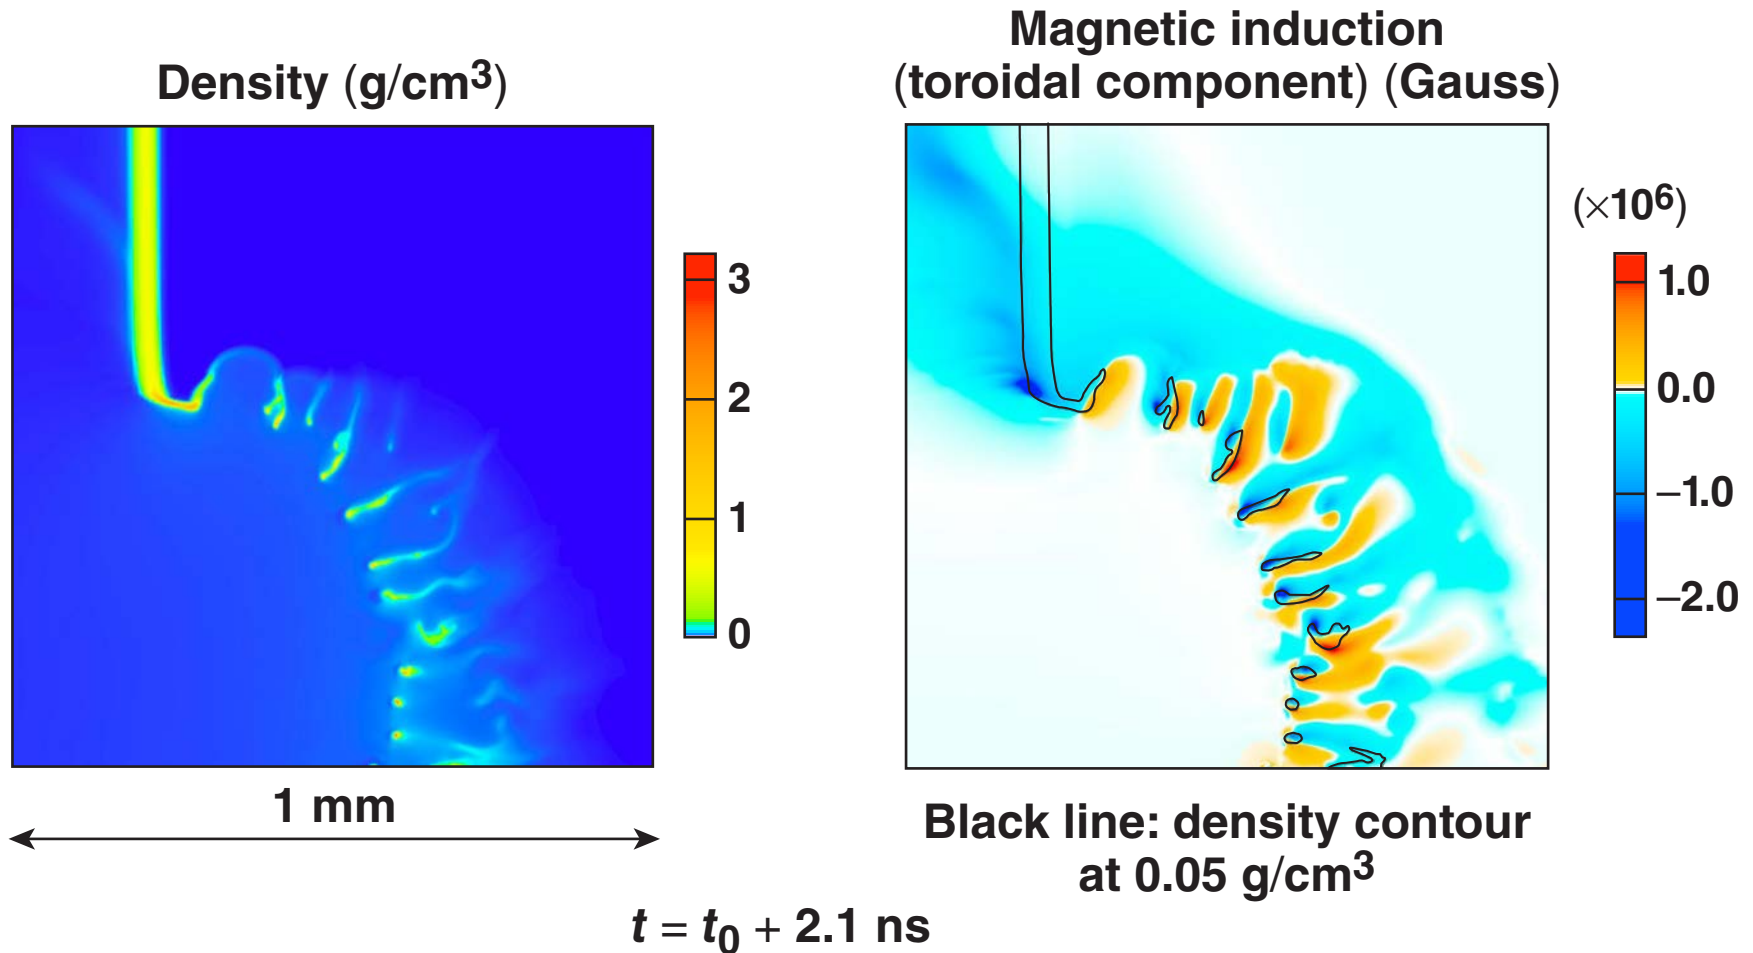 Density (g/cm³)
Magnetic induction
(toroidal component) (Gauss)
3
2
1
0
(×10⁶)
1.0
0.0
–1.0
–2.0
1 mm
Black line: density contour
at 0.05 g/cm³
t = t₀ + 2.1 ns